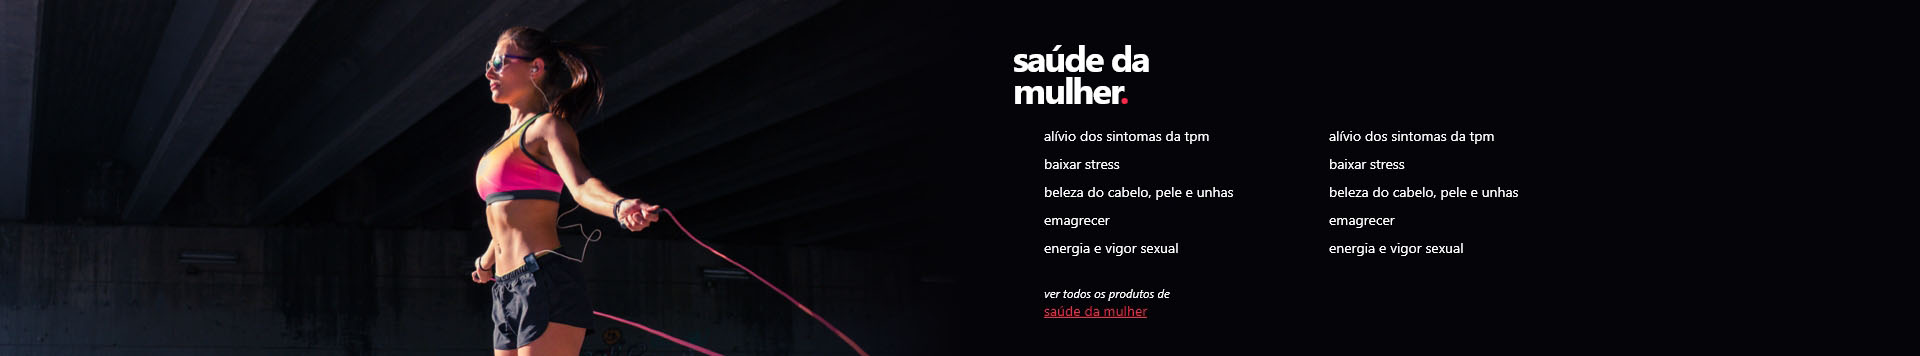 saúde da
mulher.
alívio dos sintomas da tpm
baixar stress
beleza do cabelo, pele e unhas
emagrecer
energia e vigor sexual
alívio dos sintomas da tpm
baixar stress
beleza do cabelo, pele e unhas
emagrecer
energia e vigor sexual
ver todos os produtos de
saúde da mulher